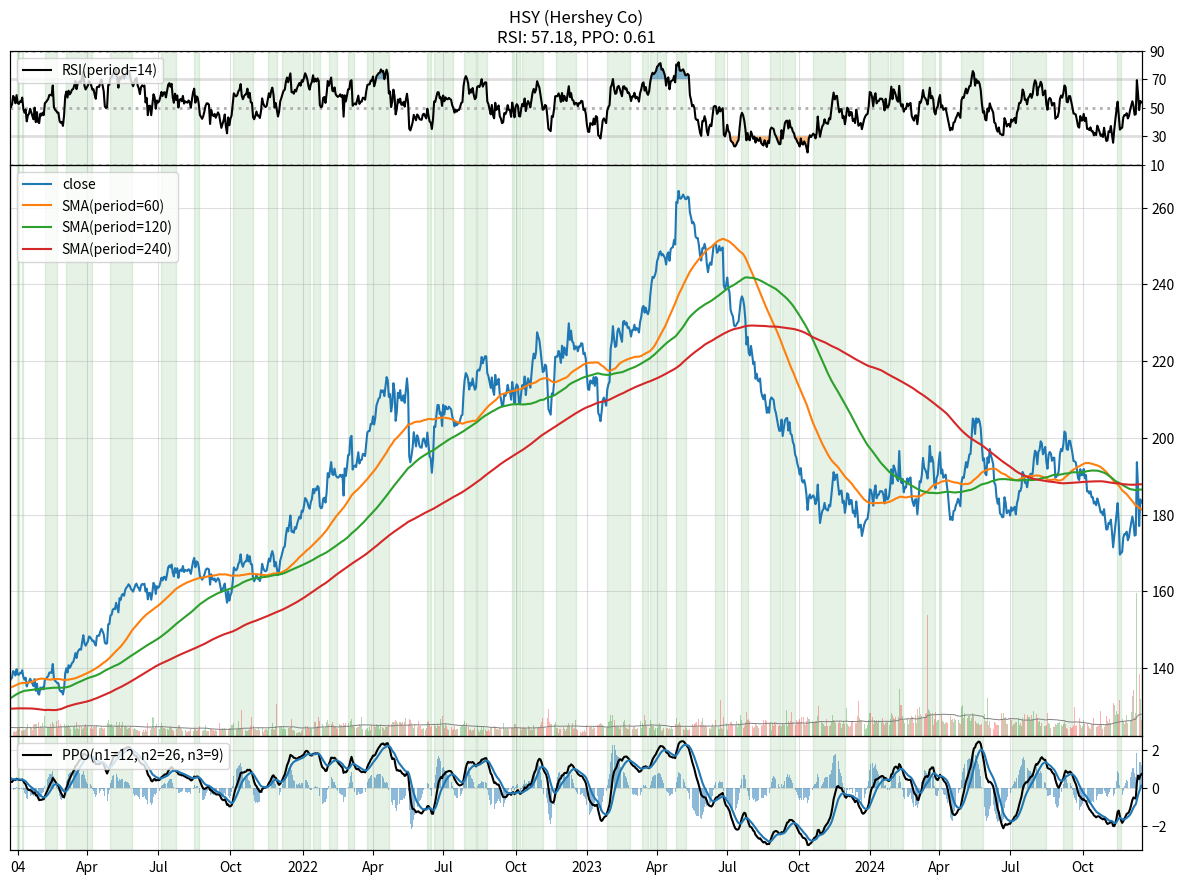 HSY (Hershey Co)
RSI: 57.18, PPO: 0.61
RSI(period=14)
90
70
50
30
10
close
SMA(period=60)
SMA(period=120)
SMA(period=240)
260
240
220
200
180
160
140
PPO(n1=12, n2=26, n3=9)
2
0
−2
04 Apr Jul Oct 2022 Apr Jul Oct 2023 Apr Jul Oct 2024 Apr Jul Oct